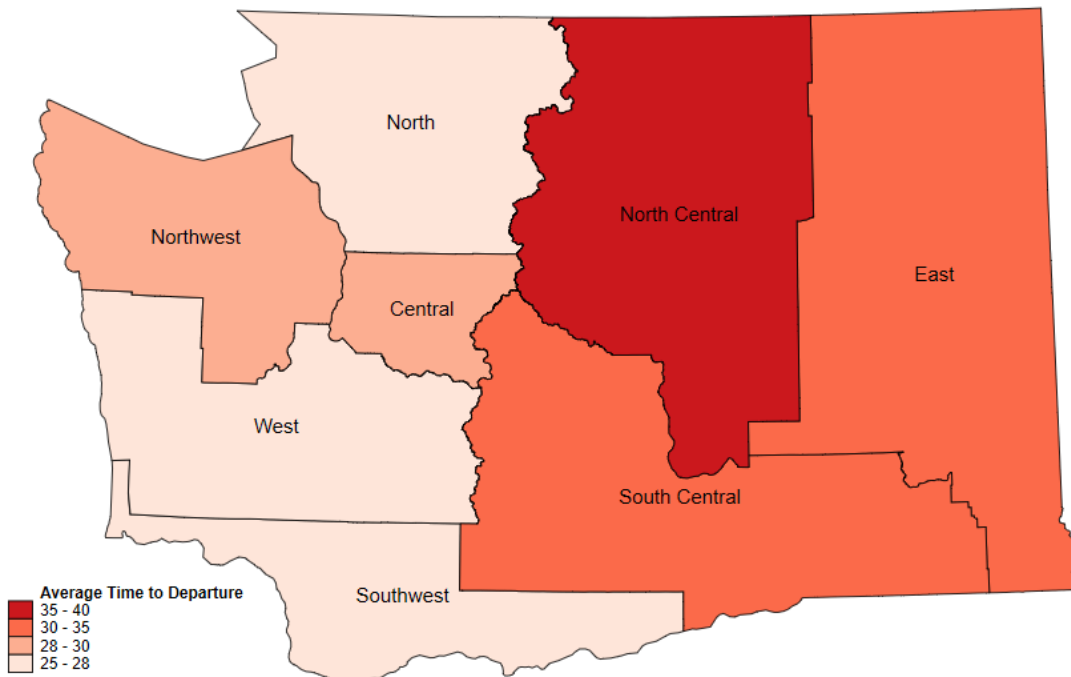 North
North Central
Northwest
East
Central
West
South Central
Southwest
Average Time to Departure
35 - 40
30 - 35
28 - 30
25 - 28